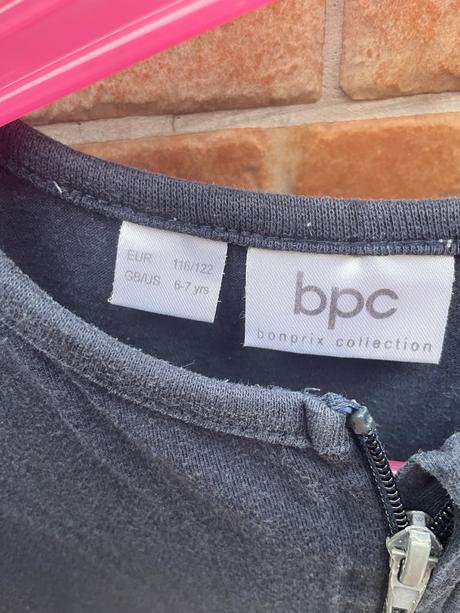 EUR 116/122
GB/US 6-7 yrs
bpc
bonprix collection